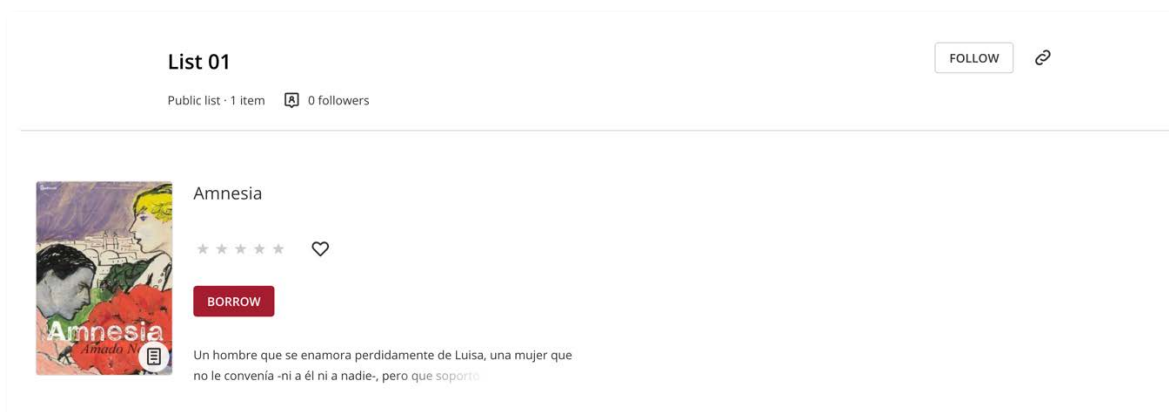 List 01
FOLLOW
Public list · 1 item
0 followers
Amnesia
BORROW
Amnesia
Amado
Un hombre que se enamora perdidamente de Luisa, una mujer que
no le convenía -ni a él ni a nadie-, pero que soportó